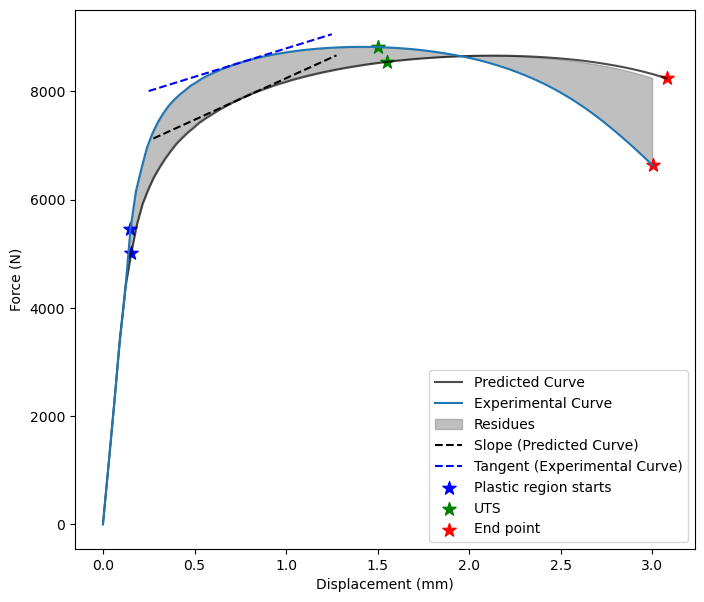 8000
6000
4000
2000
0
Force (N)
0.0 0.5 1.0 1.5 2.0 2.5 3.0
Displacement (mm)
Predicted Curve
Experimental Curve
Residues
Slope (Predicted Curve)
Tangent (Experimental Curve)
Plastic region starts
UTS
End point